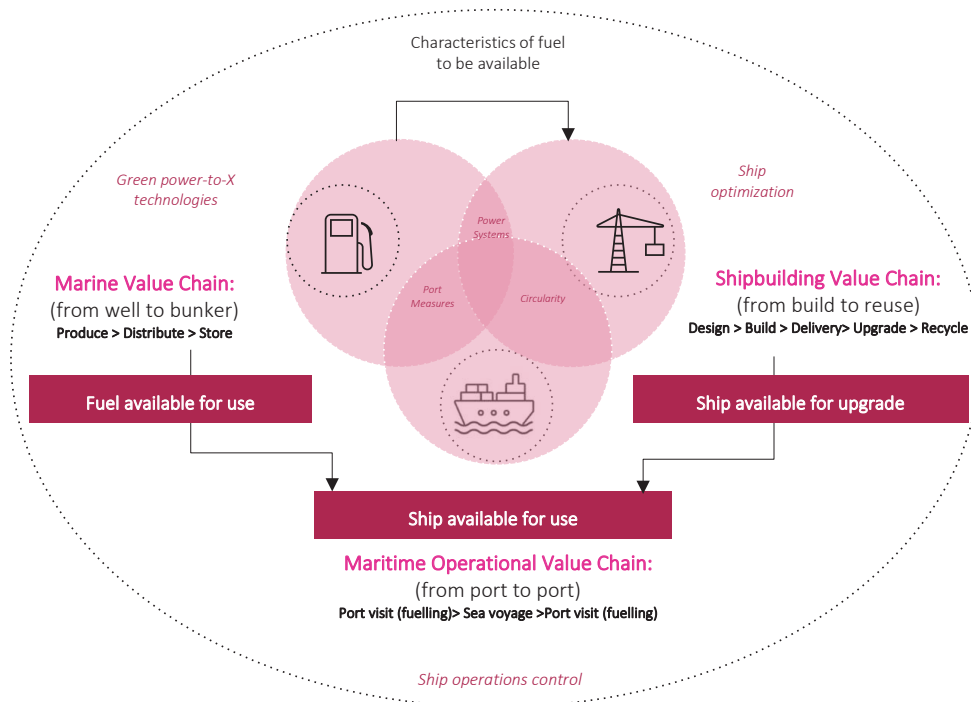 Characteristics of fuel
to be available
Green power-to-X
technologies
Ship
optimization
Power
Systems
Port
Measures
Circularity
Marine Value Chain:
(from well to bunker)
Produce > Distribute > Store
Shipbuilding Value Chain:
(from build to reuse)
Design > Build > Delivery> Upgrade > Recycle
Fuel available for use
Ship available for upgrade
Ship available for use
Maritime Operational Value Chain:
(from port to port)
Port visit (fuelling)> Sea voyage >Port visit (fuelling)
Ship operations control